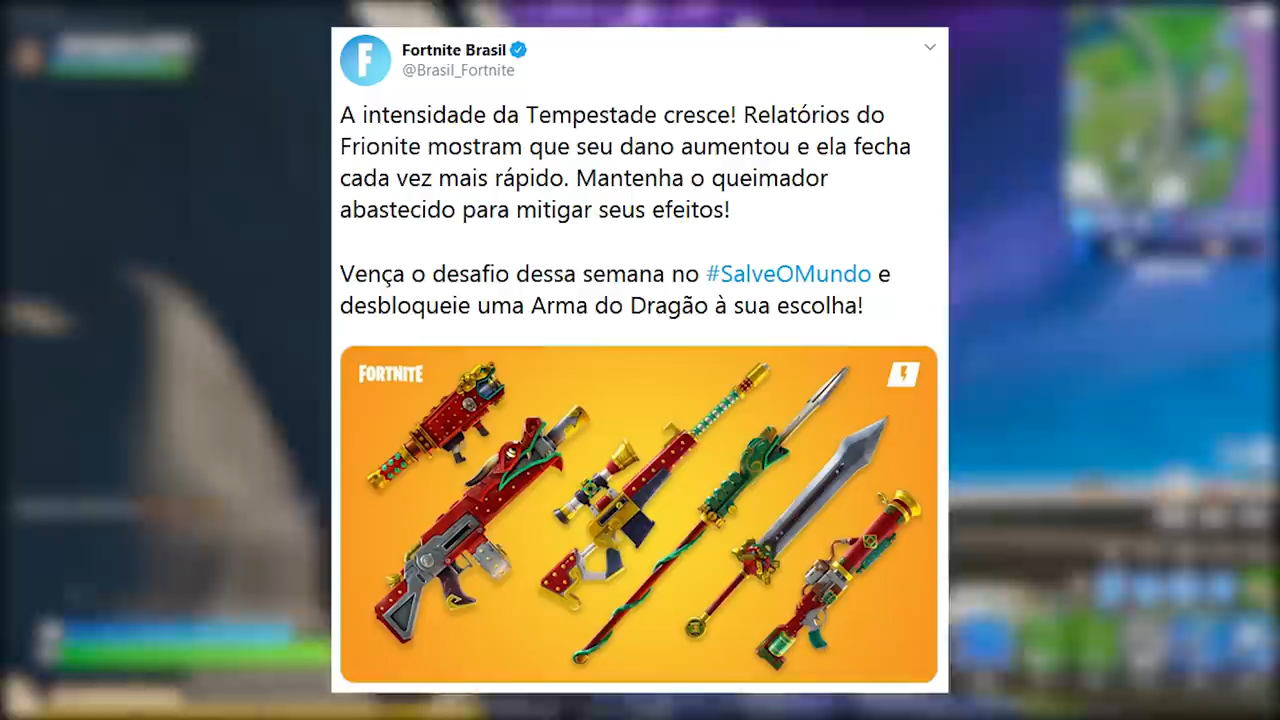 Fortnite Brasil
@Brasil_Fortnite
A intensidade da Tempestade cresce! Relatórios do
Frionite mostram que seu dano aumentou e ela fecha
cada vez mais rápido. Mantenha o queimador
abastecido para mitigar seus efeitos!
Vença o desafio dessa semana no #SalveOMundo e
desbloqueie uma Arma do Dragão à sua escolha!
FORTNITE